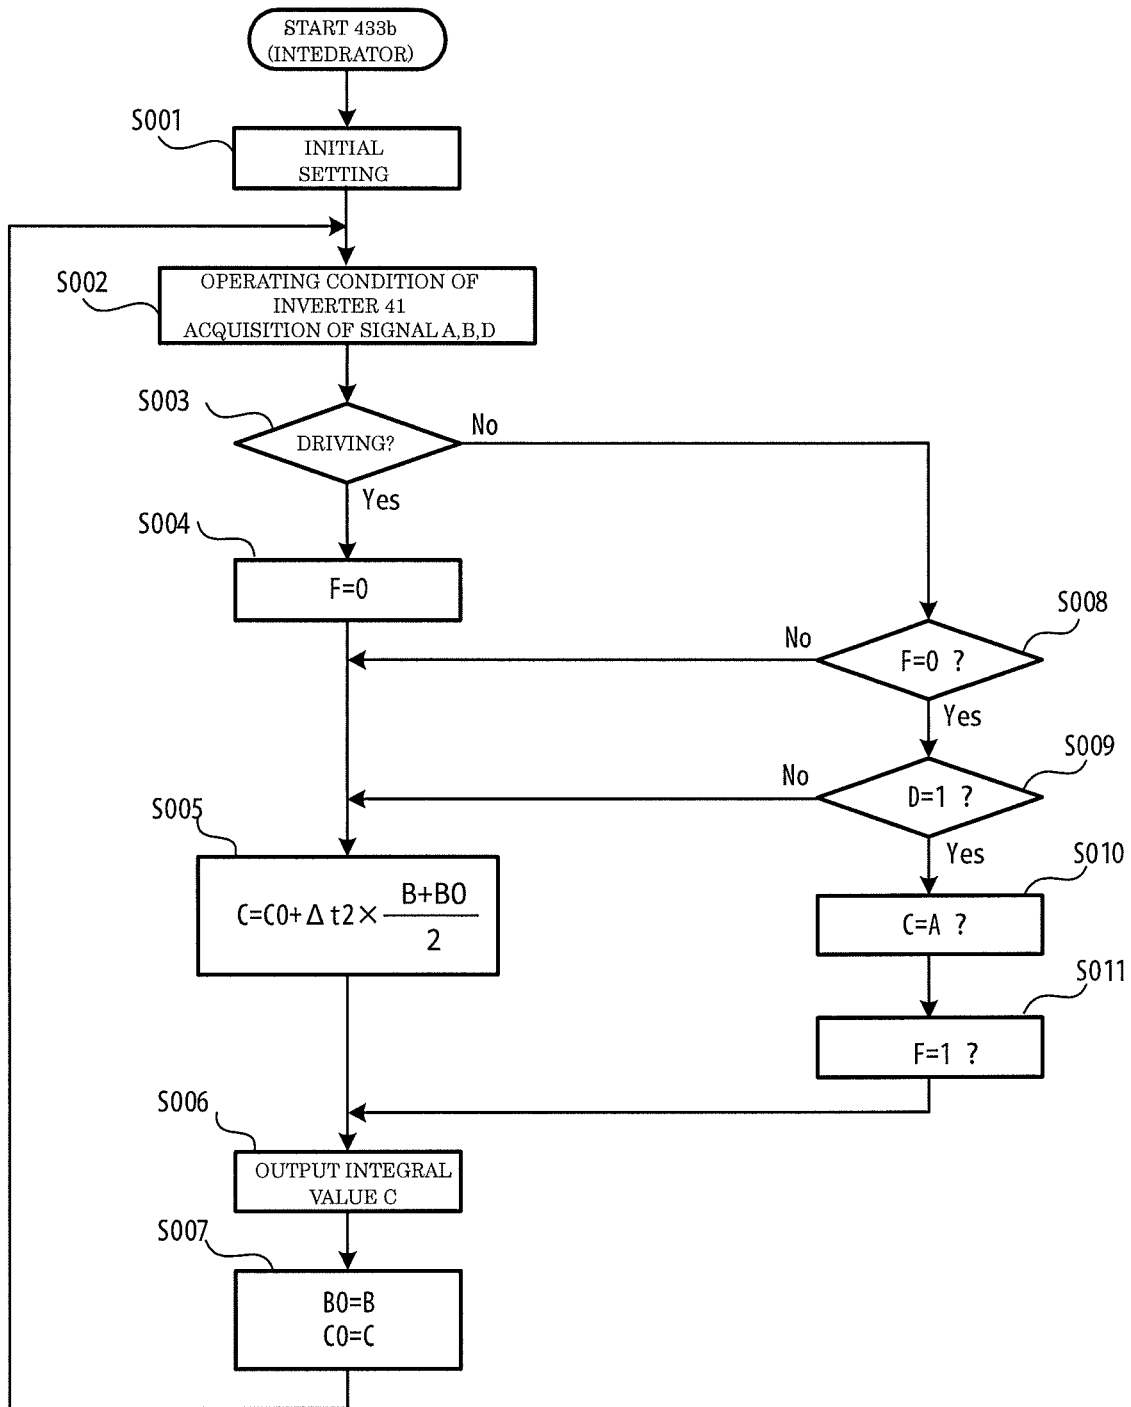 START 433b
(INTEDRATOR)
S001
INITIAL
SETTING
S002
OPERATING CONDITION OF
INVERTER 41
ACQUISITION OF SIGNAL A,B,D
S003
DRIVING?
No
Yes
S004
F=0
S008
F=0 ?
No
Yes
S009
D=1 ?
No
Yes
S005
C=C0+Δt2×(B+B0)/2
S010
C=A ?
S011
F=1 ?
S006
OUTPUT INTEGRAL
VALUE C
S007
B0=B
C0=C